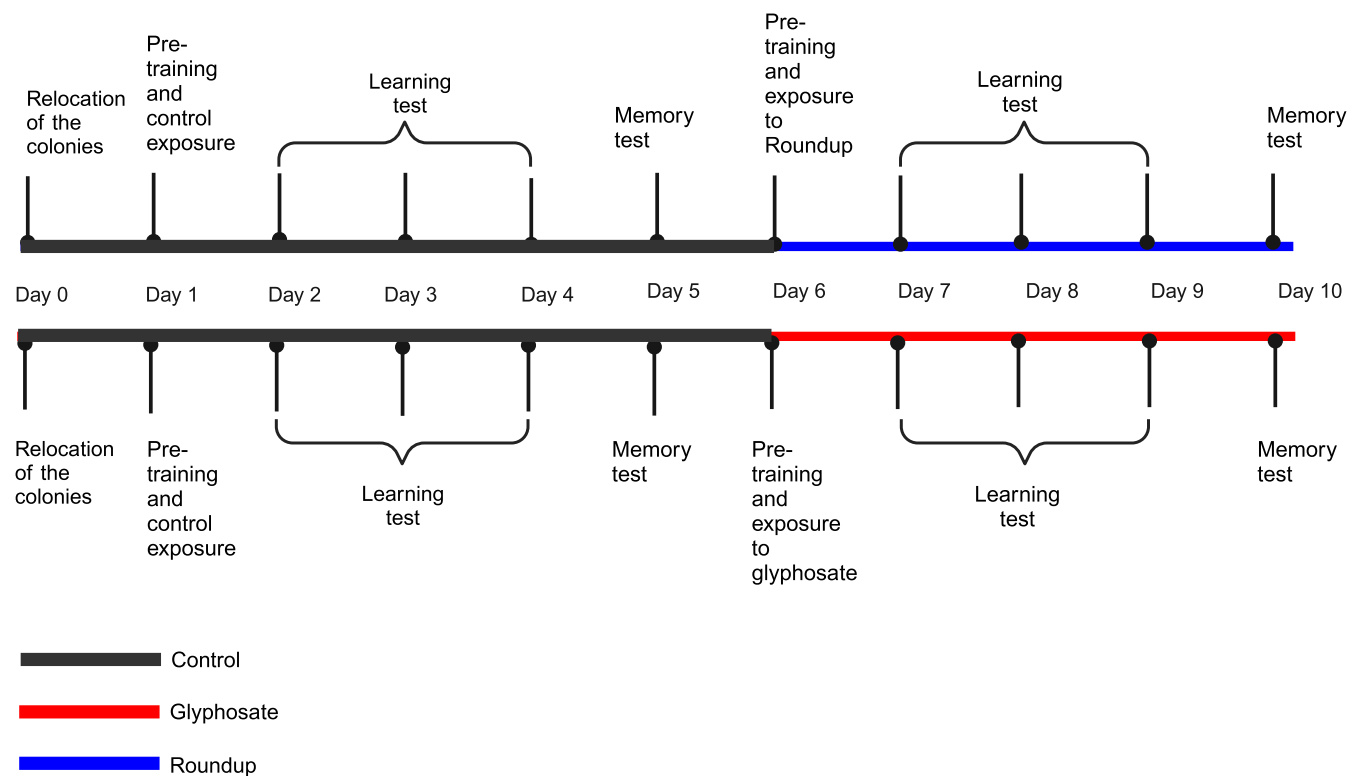 Relocation
of the
colonies
Pre-
training
and
control
exposure
Learning
test
Memory
test
Pre-
training
and
exposure
to
Roundup
Learning
test
Memory
test
Day 0
Day 1
Day 2
Day 3
Day 4
Day 5
Day 6
Day 7
Day 8
Day 9
Day 10
Relocation
of the
colonies
Pre-
training
and
control
exposure
Learning
test
Memory
test
Pre-
training
and
exposure
to
glyphosate
Learning
test
Memory
test
Control
Glyphosate
Roundup